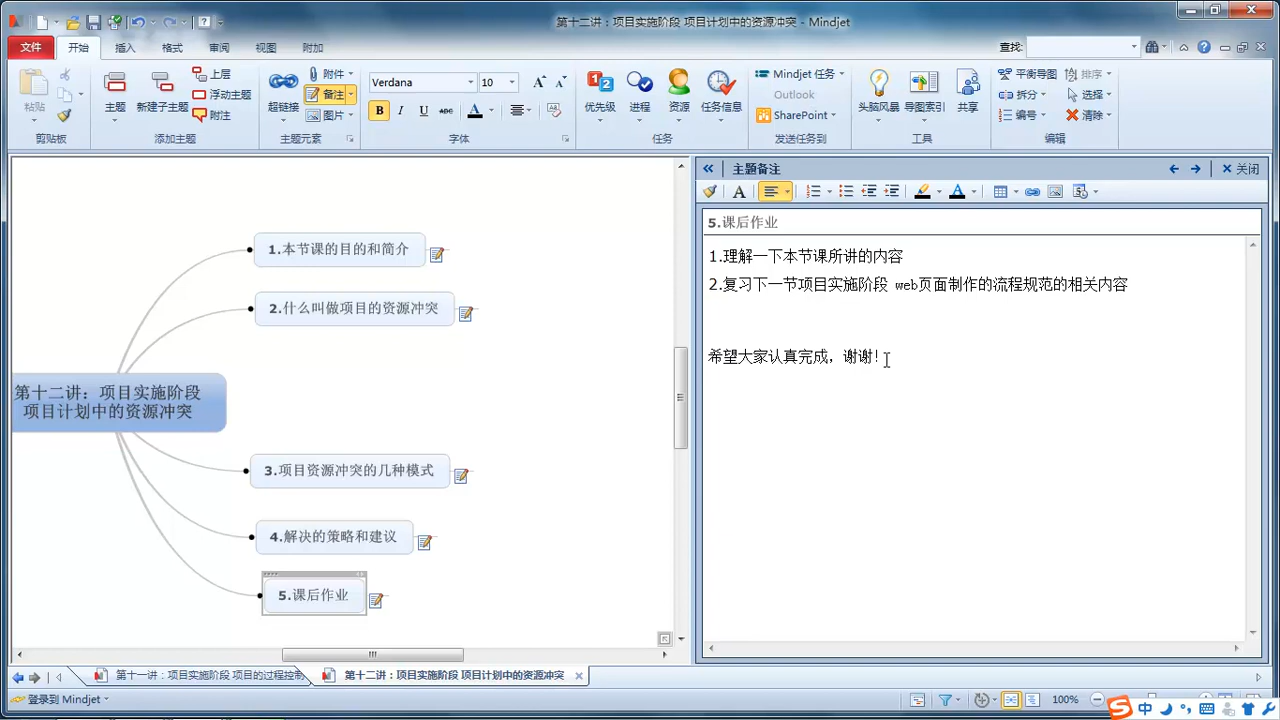 第十二讲：项目实施阶段 项目计划中的资源冲突 - Mindjet
文件 开始 插入 格式 审阅 视图 附加 查找:
粘贴
剪贴板
主题
新建子主题
上层
浮动主题
附注
添加主题
超链接
附件
备注
图片
主题元素
Verdana 10
B I U abc A
字体
优先级
进程
资源
任务信息
任务
Mindjet 任务
Outlook
SharePoint
发送任务到
头脑风暴
导图索引
共享
工具
平衡导图
拆分
编号
排序
选择
清除
编辑
第十二讲：项目实施阶段
项目计划中的资源冲突
1.本节课的目的和简介
2.什么叫做项目的资源冲突
3.项目资源冲突的几种模式
4.解决的策略和建议
5.课后作业
主题备注 关闭
5.课后作业
1.理解一下本节课所讲的内容
2.复习下一节项目实施阶段 web页面制作的流程规范的相关内容
希望大家认真完成，谢谢!
第十一讲：项目实施阶段 项目的过程控制
第十二讲：项目实施阶段 项目计划中的资源冲突
登录到 Mindjet
100%
中